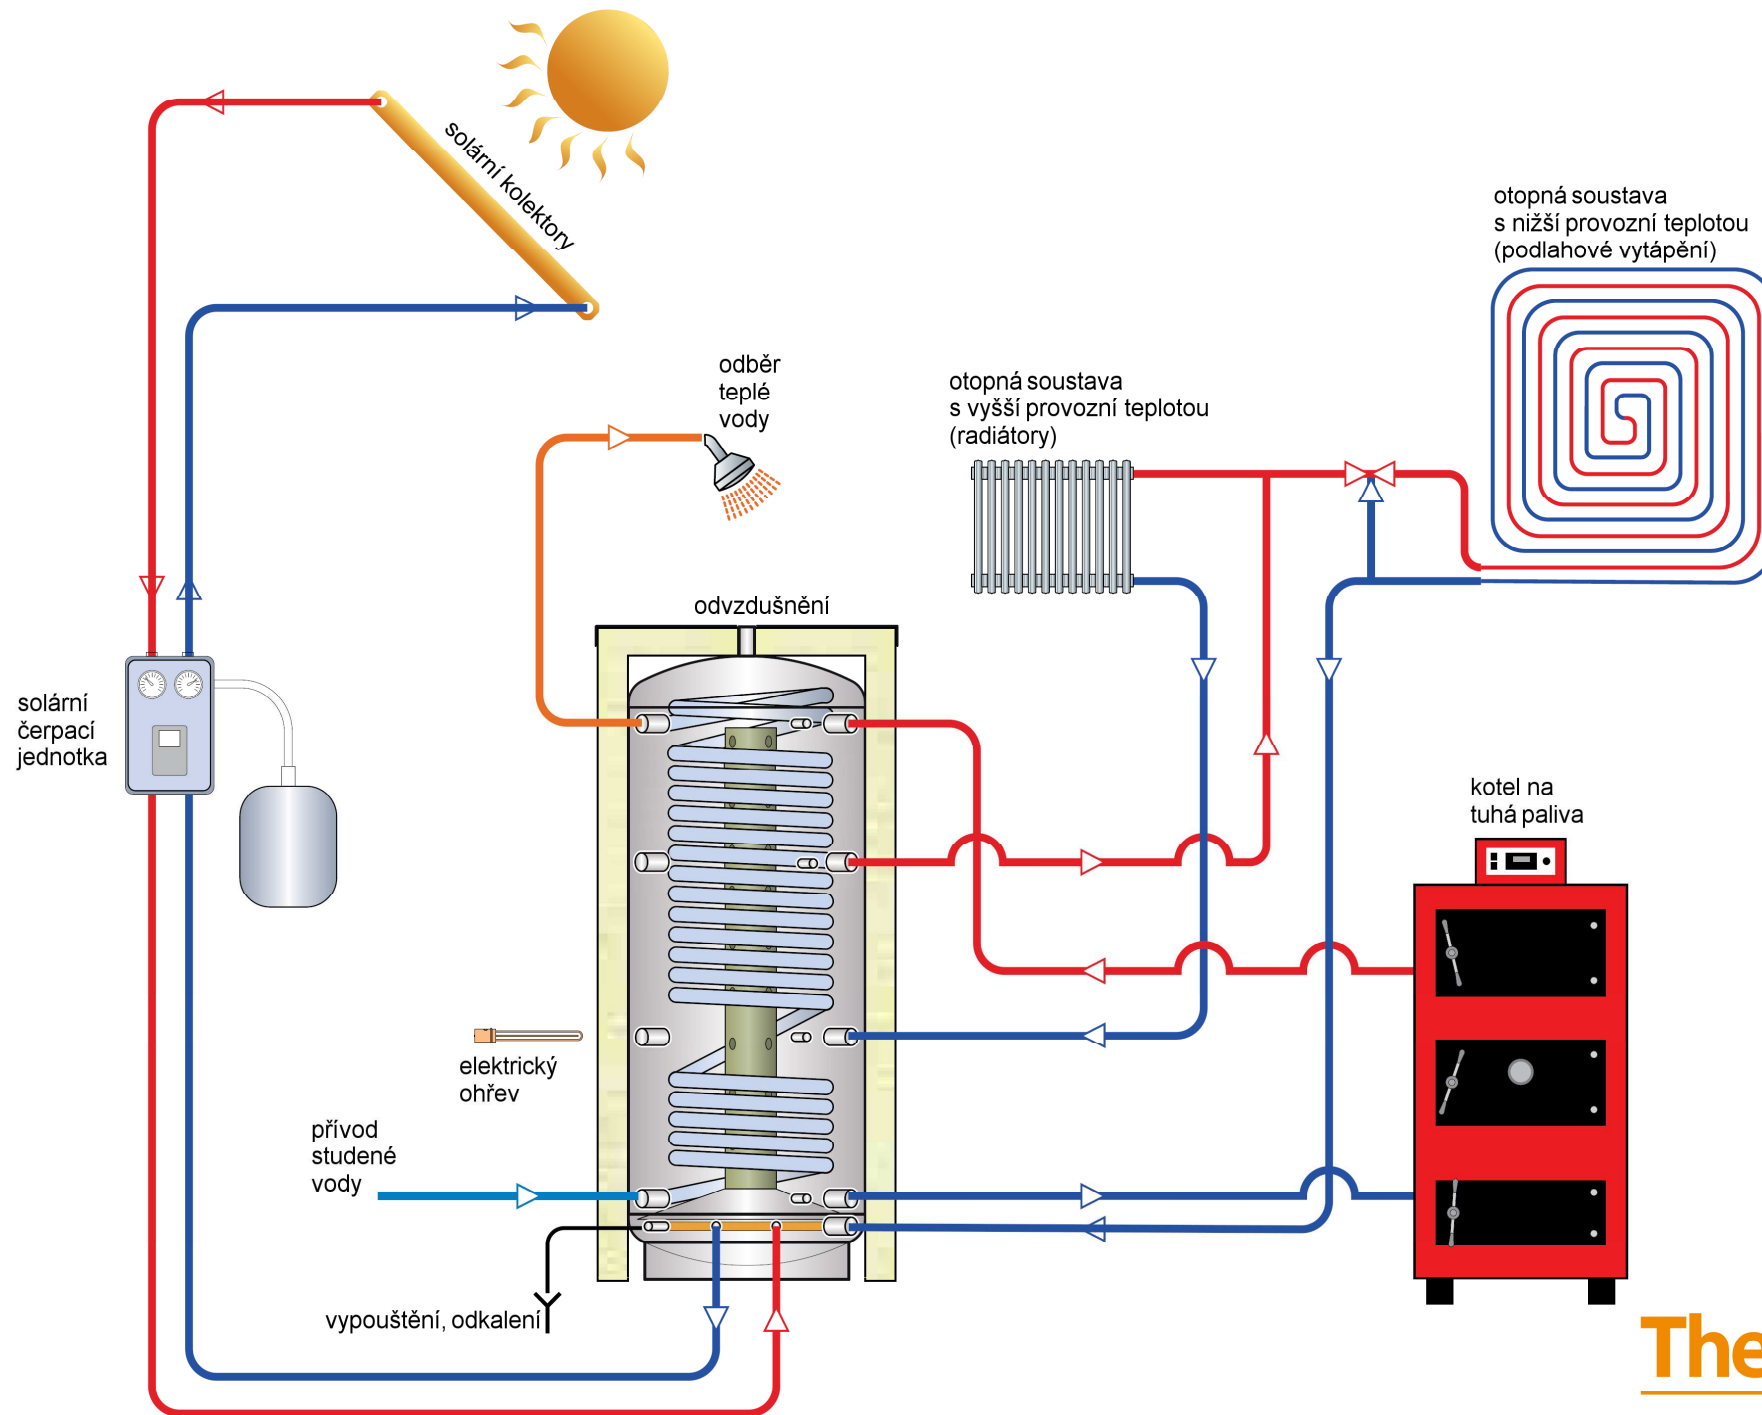 solární kolektory
otopná soustava
s nižší provozní teplotou
(podlahové vytápění)
odběr
teplé
vody
otopná soustava
s vyšší provozní teplotou
(radiátory)
odvzdušnění
solární
čerpací
jednotka
kotel na
tuhá paliva
elektrický
ohřev
přívod
studené
vody
vypouštění, odkalení
The